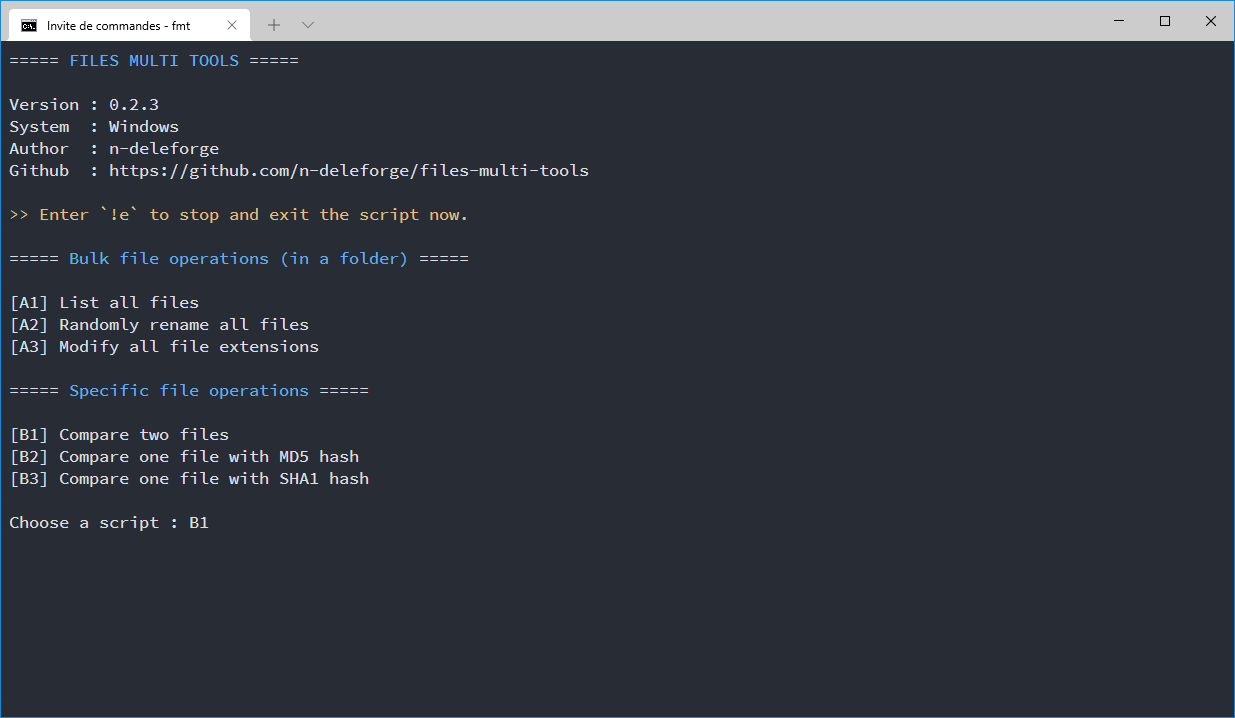 Invite de commandes - fmt
===== FILES MULTI TOOLS =====
Version : 0.2.3
System  : Windows
Author  : n-deleforge
Github  : https://github.com/n-deleforge/files-multi-tools
>> Enter `!e` to stop and exit the script now.
===== Bulk file operations (in a folder) =====
[A1] List all files
[A2] Randomly rename all files
[A3] Modify all file extensions
===== Specific file operations =====
[B1] Compare two files
[B2] Compare one file with MD5 hash
[B3] Compare one file with SHA1 hash
Choose a script : B1